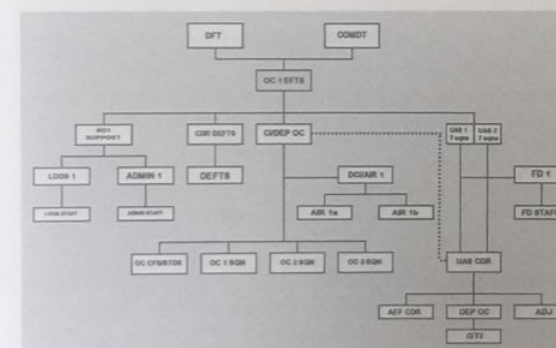 DFT
COMDT
OC 1 EFTS
SO1
SUPPORT
CDR DEFTS
CI/DEP OC
UAS 1
7 sqns
UAS 2
7 sqns
LOGS 1
ADMIN 1
DEFTS
DCI/AIR 1
FD 1
LOGS STAFF
ADMIN STAFF
AIR 1a
AIR 1b
FD STAFF
OC CFM/STDS
OC 1 SQN
OC 2 SQN
OC 3 SQN
UAS CDR
AEF CDR
DEP OC
ADJ
GTI